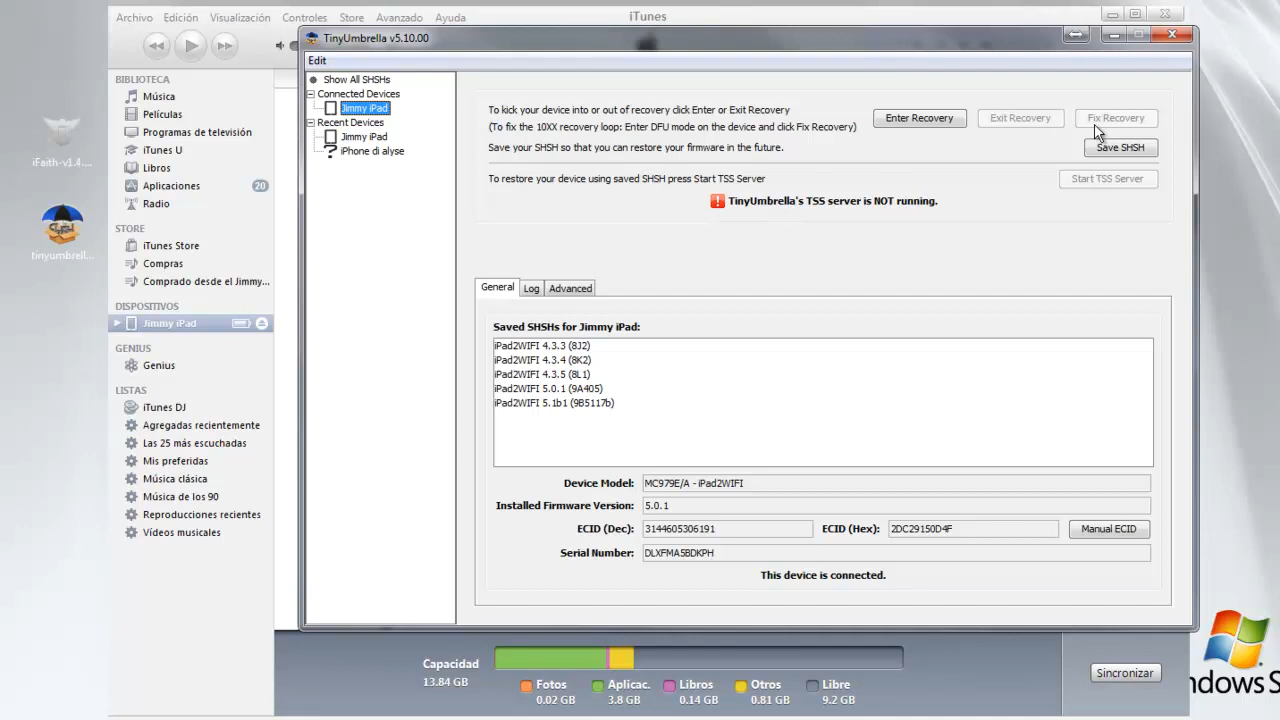 Archivo Edición Visualización Controles Store Avanzado Ayuda iTunes
TinyUmbrella v5.10.00
Edit
BIBLIOTECA
Música
Películas
Programas de televisión
iTunes U
Libros
Aplicaciones 20
Radio
STORE
iTunes Store
Compras
Comprado desde el Jimmy...
DISPOSITIVOS
Jimmy iPad
GENIUS
Genius
LISTAS
iTunes DJ
Agregadas recientemente
Las 25 más escuchadas
Mis preferidas
Música clásica
Música de los 90
Reproducciones recientes
Vídeos musicales
iFaith-v1.4....
tinyumbrell...
Show All SHSHs
Connected Devices
Jimmy iPad
Recent Devices
Jimmy iPad
iPhone di alyse
To kick your device into or out of recovery click Enter or Exit Recovery
(To fix the 10XX recovery loop: Enter DFU mode on the device and click Fix Recovery)
Enter Recovery Exit Recovery Fix Recovery
Save your SHSH so that you can restore your firmware in the future. Save SHSH
To restore your device using saved SHSH press Start TSS Server Start TSS Server
TinyUmbrella's TSS server is NOT running.
General Log Advanced
Saved SHSHs for Jimmy iPad:
iPad2WIFI 4.3.3 (8J2)
iPad2WIFI 4.3.4 (8K2)
iPad2WIFI 4.3.5 (8L1)
iPad2WIFI 5.0.1 (9A405)
iPad2WIFI 5.1b1 (9B5117b)
Device Model: MC979E/A - iPad2WIFI
Installed Firmware Version: 5.0.1
ECID (Dec): 3144605306191 ECID (Hex): 2DC29150D4F Manual ECID
Serial Number: DLXFMA5BDKPH
This device is connected.
Capacidad
13.84 GB
Fotos Aplicac. Libros Otros Libre
0.02 GB 3.8 GB 0.14 GB 0.81 GB 9.2 GB
Sincronizar
ndows S